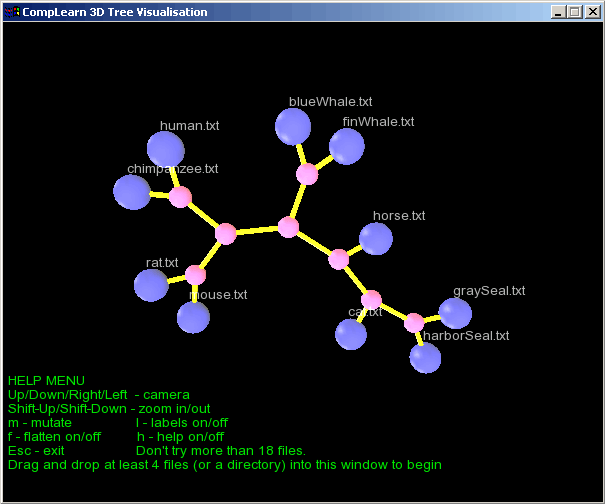 CompLearn 3D Tree Visualisation
blueWhale.txt
finWhale.txt
human.txt
chimpanzee.txt
horse.txt
rat.txt
mouse.txt
graySeal.txt
cat.txt
harborSeal.txt
HELP MENU
Up/Down/Right/Left - camera
Shift-Up/Shift-Down - zoom in/out
m - mutate l - labels on/off
f - flatten on/off h - help on/off
Esc - exit Don't try more than 18 files.
Drag and drop at least 4 files (or a directory) into this window to begin